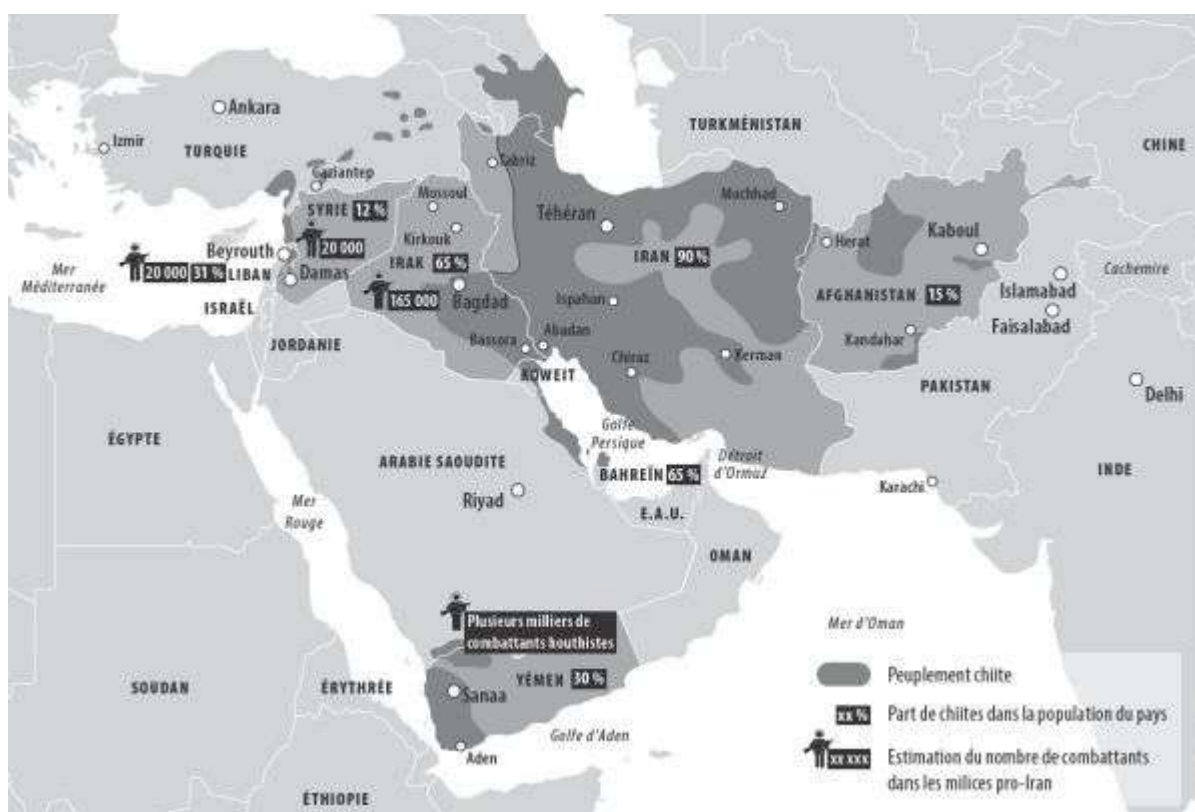 Ankara
Izmir
TURQUIE
Gaziantep
TURKMÉNISTAN
CHINE
Tabriz
Mossoul
SYRIE 12 %
Téhéran
Machhad
Beyrouth
20 000
Kirkouk
Herat
Kaboul
IRAN 90 %
20 000 31 % LIBAN
IRAK 65 %
Damas
Mer
Méditerranée
Cachemire
Islamabad
AFGHANISTAN 15 %
165 000
Bagdad
Ispahan
ISRAËL
Faisalabad
Bassora
Abadan
Kandahar
JORDANIE
Chiraz
Kerman
KOWEIT
PAKISTAN
Delhi
ÉGYPTE
Golfe
Persique
ARABIE SAOUDITE
Détroit
d'Ormuz
BAHREÏN 65 %
INDE
Riyad
Karachi
Mer
Rouge
E.A.U.
OMAN
Plusieurs milliers de
combattants houthistes
Mer d'Oman
SOUDAN
ÉRYTHRÉE
YÉMEN 30 %
Sanaa
Golfe d'Aden
Aden
ÉTHIOPIE
Peuplement chiite
xx % Part de chiites dans la population du pays
xx xxx Estimation du nombre de combattants
dans les milices pro-Iran